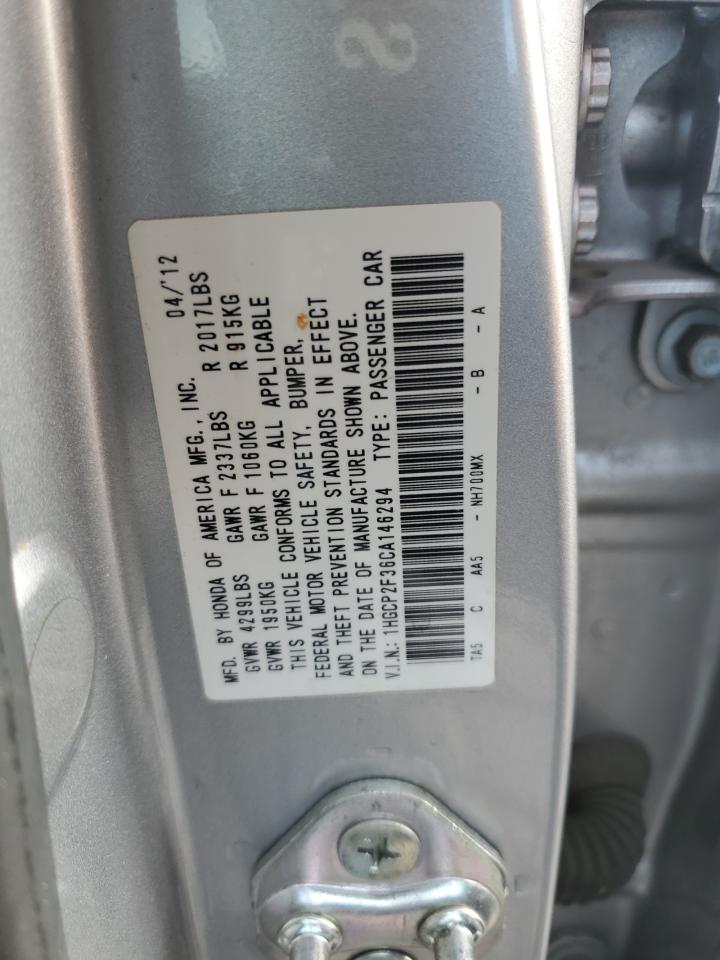 MFD. BY HONDA OF AMERICA MFG., INC. 04/'12
GVWR 4299LBS GAWR F 2337LBS R 2017LBS
GVWR 1950KG GAWR F 1060KG R 915KG
THIS VEHICLE CONFORMS TO ALL APPLICABLE
FEDERAL MOTOR VEHICLE SAFETY, BUMPER,
AND THEFT PREVENTION STANDARDS IN EFFECT
ON THE DATE OF MANUFACTURE SHOWN ABOVE.
V.I.N.: 1HGCP2F36CA146294 TYPE: PASSENGER CAR
TA5 C AA5 - NH700MX - B - A